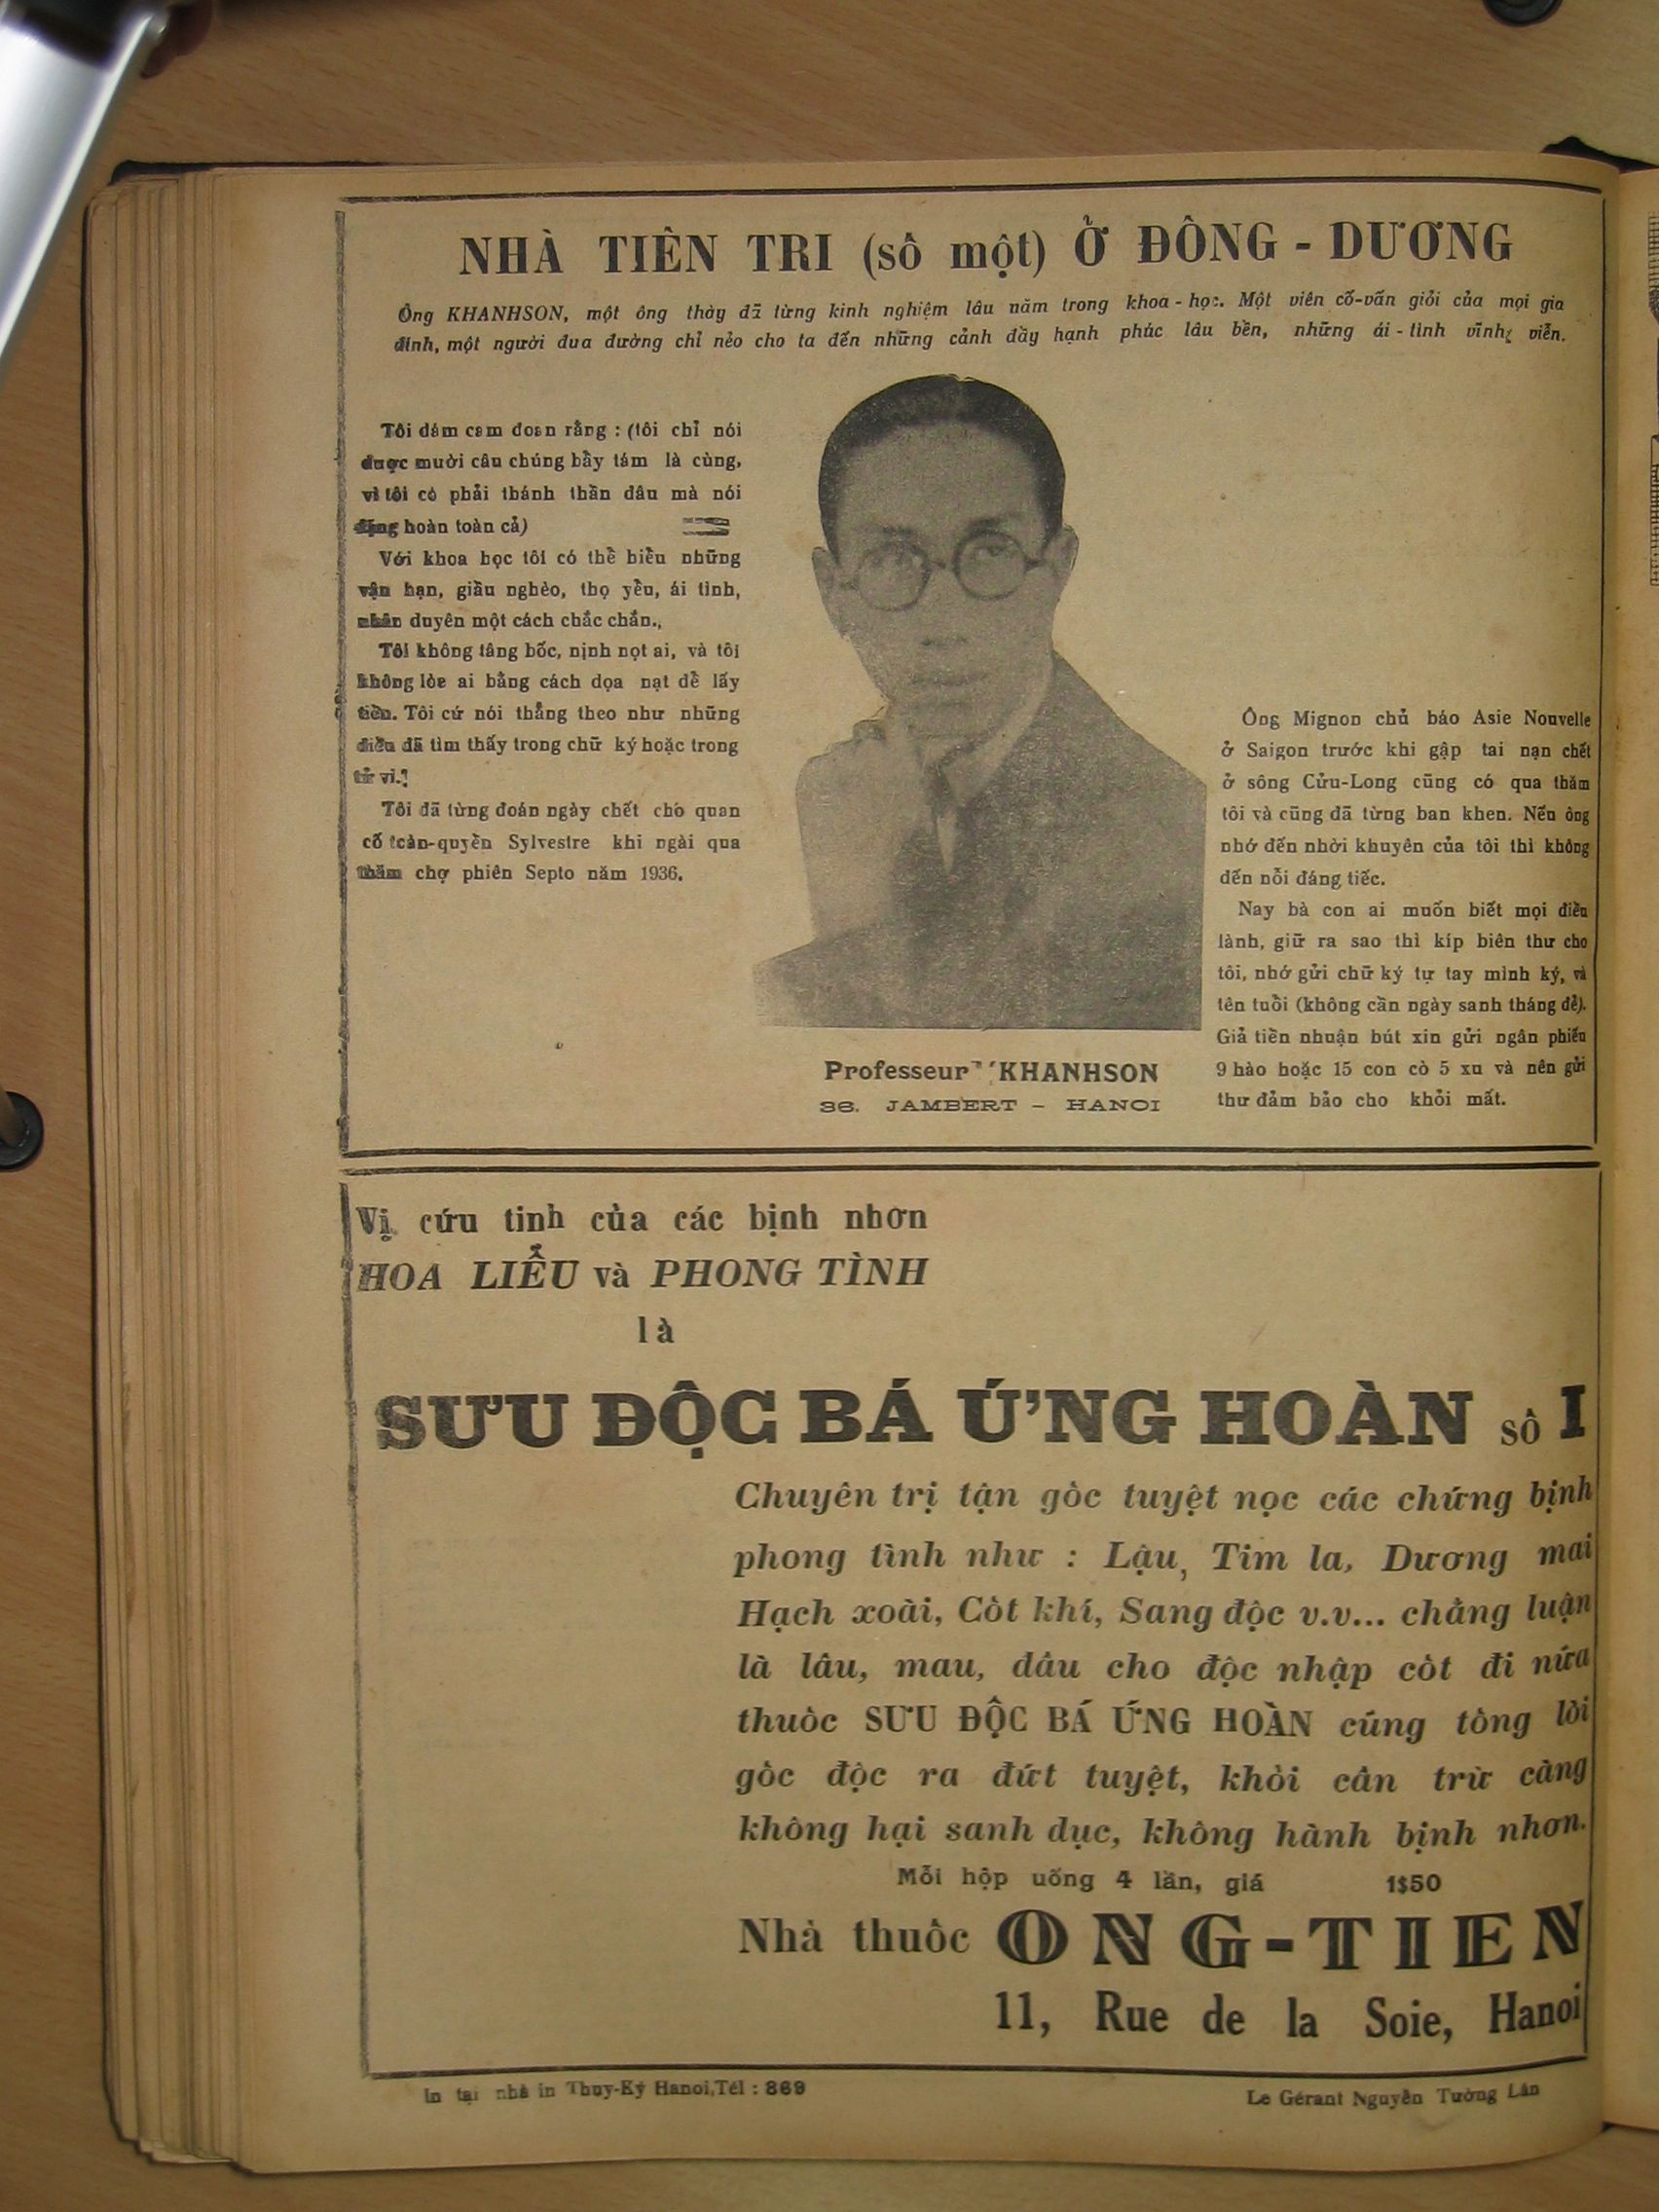 NHÀ TIÊN TRI (số một) Ở ĐÔNG - DƯƠNG
Ông KHANHSON, một ông thày đã từng kinh nghiệm lâu năm trong khoa - học. Một viên cố-vấn giỏi của mọi gia
đình, một người đưa đường chỉ nẻo cho ta đến những cảnh đầy hạnh phúc lâu bền, những ái - tình vĩnh viễn.
Tôi dám cam đoan rằng : (tôi chỉ nói
được mười câu chúng bầy tám là cùng,
vì tôi có phải thánh thần đâu mà nói
đặng hoàn toàn cả)
Với khoa học tôi có thể hiểu những
vận hạn, giầu nghèo, thọ yểu, ái tình,
nhân duyên một cách chắc chắn.,
Tôi không tâng bốc, nịnh nọt ai, và tôi
không lòe ai bằng cách dọa nạt để lấy
tiền. Tôi cứ nói thẳng theo như những
điều đã tìm thấy trong chữ ký hoặc trong
tử vi.
Tôi đã từng đoán ngày chết cho quan
cố toàn-quyền Sylvestre khi ngài qua
thăm chợ phiên Septo năm 1936.
Professeur KHANHSON
36. JAMBERT - HANOI
Ông Mignon chủ báo Asie Nouvelle
ở Saigon trước khi gập tai nạn chết
ở sông Cửu-Long cũng có qua thăm
tôi và cũng đã từng ban khen. Nếu ông
nhớ đến nhời khuyên của tôi thì không
đến nỗi đáng tiếc.
Nay bà con ai muốn biết mọi điều
lành, giữ ra sao thì kíp biên thư cho
tôi, nhớ gửi chữ ký tự tay mình ký, và
tên tuổi (không cần ngày sanh tháng đẻ).
Giả tiền nhuận bút xin gửi ngân phiếu
9 hào hoặc 15 con cò 5 xu và nên gửi
thư đảm bảo cho khỏi mất.
Vị cứu tinh của các bịnh nhơn
HOA LIỄU và PHONG TÌNH
là
SƯU ĐỘC BÁ ỨNG HOÀN số I
Chuyên trị tận gốc tuyệt nọc các chứng bịnh
phong tình như : Lậu, Tim la, Dương mai
Hạch xoài, Cốt khí, Sang độc v.v... chẳng luận
là lâu, mau, dầu cho độc nhập cốt đi nữa
thuốc SƯU ĐỘC BÁ ỨNG HOÀN cũng tống lòi
gốc độc ra đứt tuyệt, khỏi cần trừ căng
không hại sanh dục, không hành bịnh nhơn.
Mỗi hộp uống 4 lần, giá 1$50
Nhà thuốc ONG-TIEN
11, Rue de la Soie, Hanoi
In tại nhà in Thụy-Ký Hanoi,Tél : 869
Le Gérant Nguyễn Tường Lân